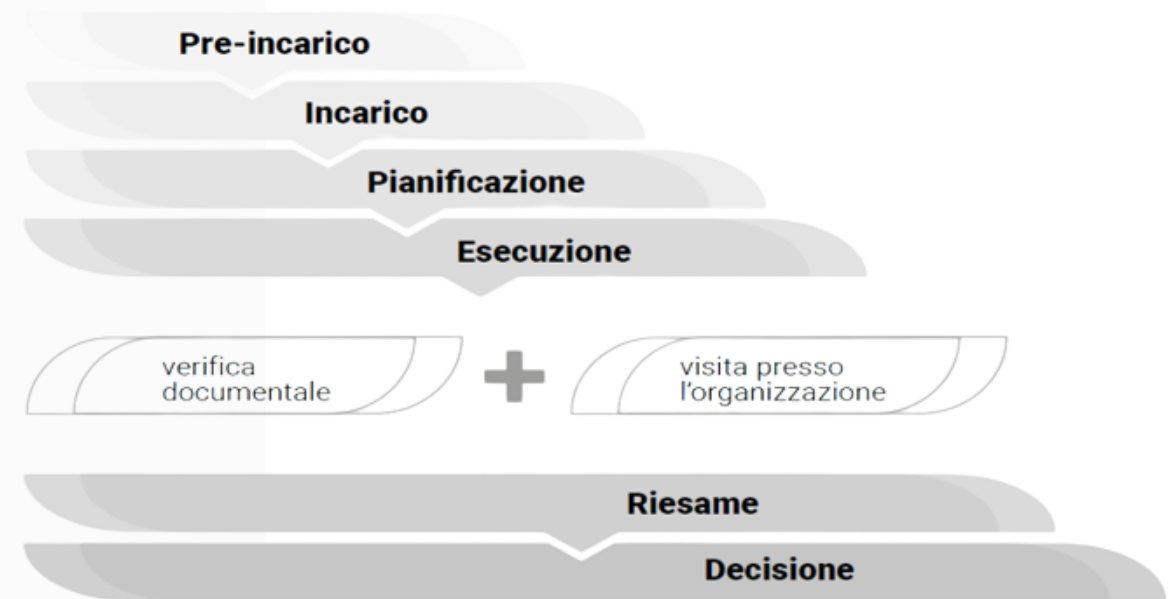 Pre-incarico
Incarico
Pianificazione
Esecuzione
verifica
documentale
visita presso
l'organizzazione
Riesame
Decisione